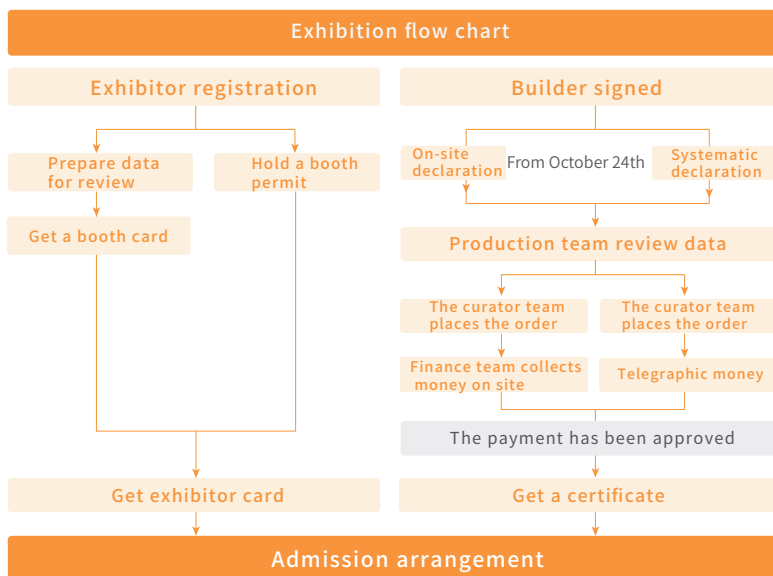 Exhibition flow chart
Exhibitor registration
Prepare data
for review
Hold a booth
permit
Get a booth card
Get exhibitor card
Builder signed
On-site
declaration
From October 24th
Systematic
declaration
Production team review data
The curator team
places the order
The curator team
places the order
Finance team collects
money on site
Telegraphic money
The payment has been approved
Get a certificate
Admission arrangement